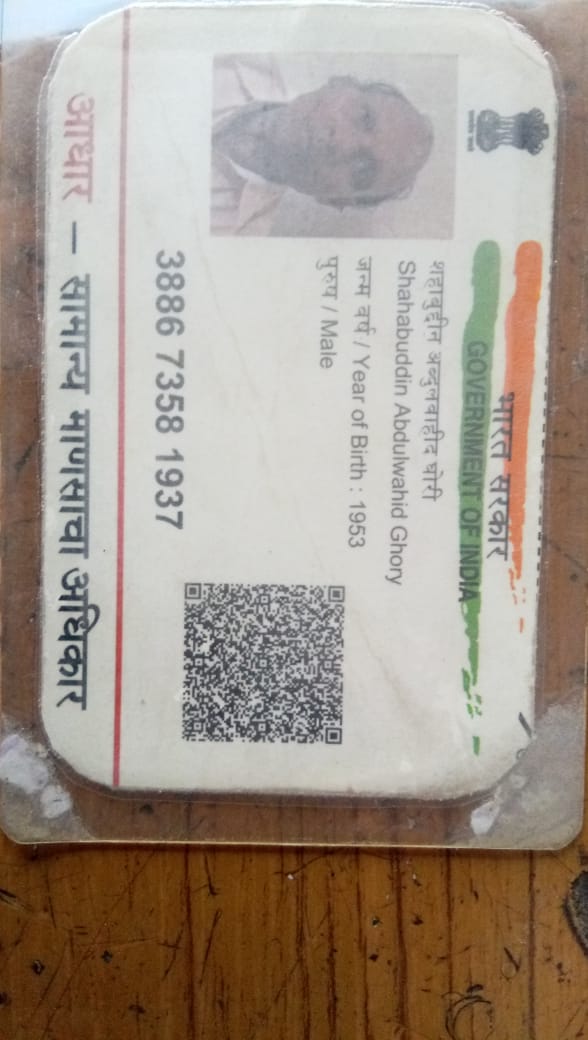 भारत सरकार
GOVERNMENT OF INDIA
शहाबुद्दीन अब्दुलवाहीद घोरी
Shahabuddin Abdulwahid Ghory
जन्म वर्ष / Year of Birth : 1953
पुरुष / Male
3886 7358 1937
आधार – सामान्य माणसाचा अधिकार